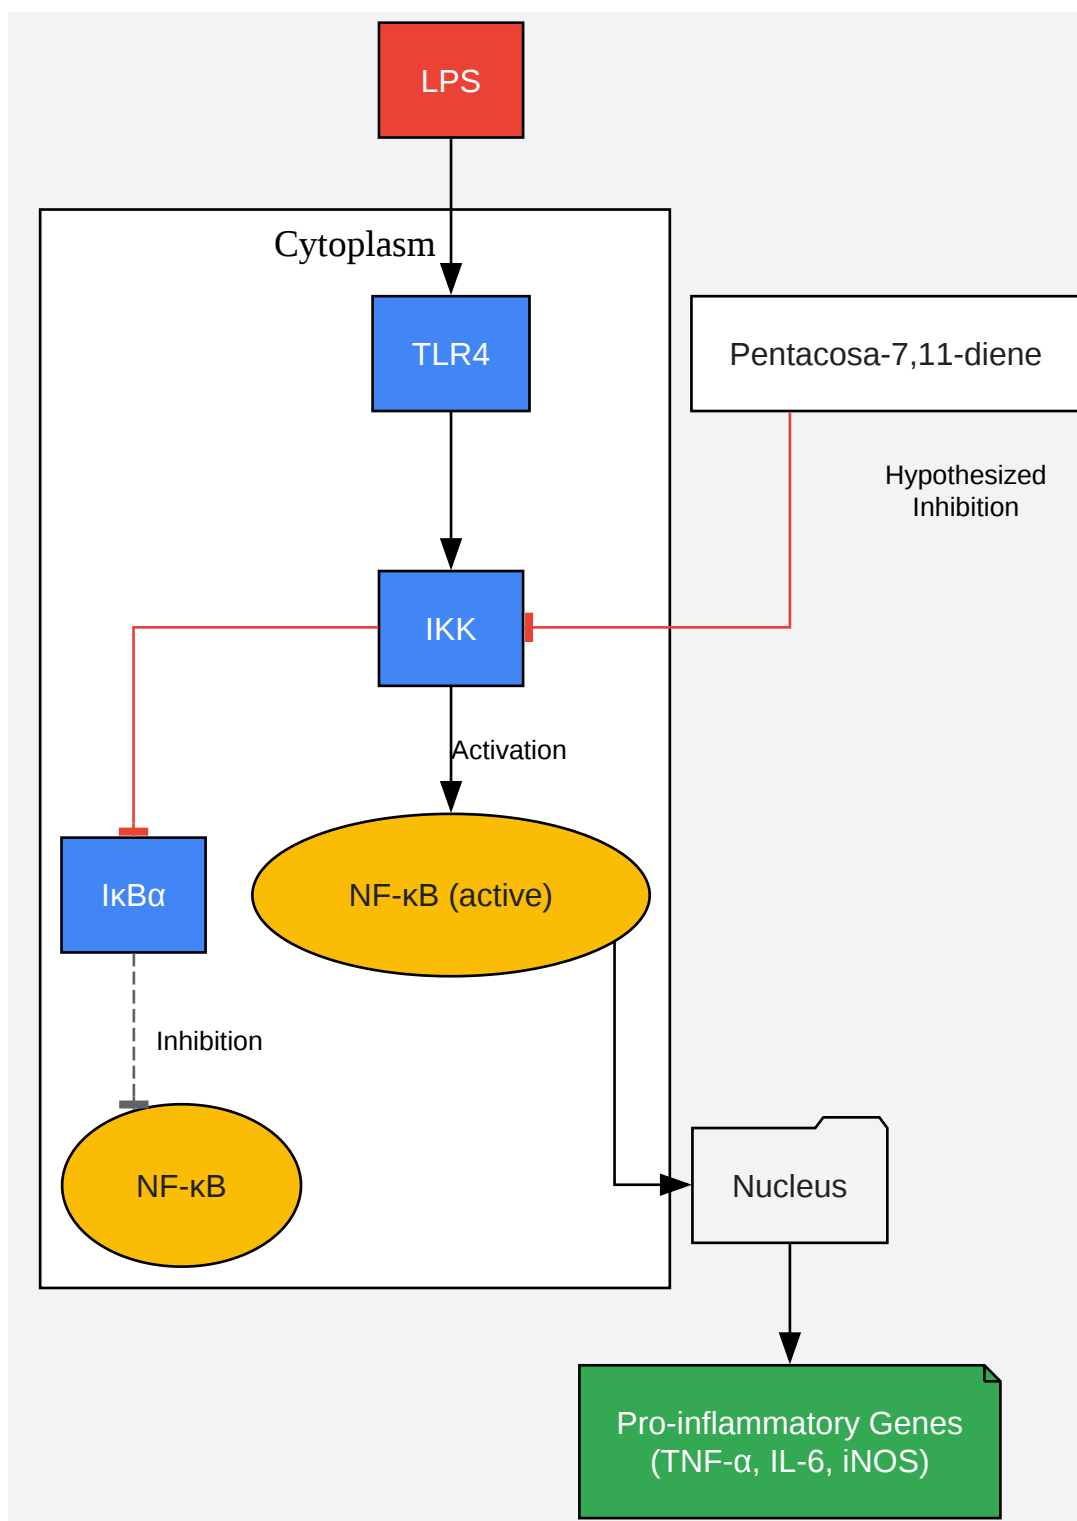 LPS
Cytoplasm
TLR4
Pentacosa-7,11-diene
Hypothesized
Inhibition
IKK
Activation
IκBα
NF-κB (active)
Inhibition
NF-κB
Nucleus
Pro-inflammatory Genes
(TNF-α, IL-6, iNOS)